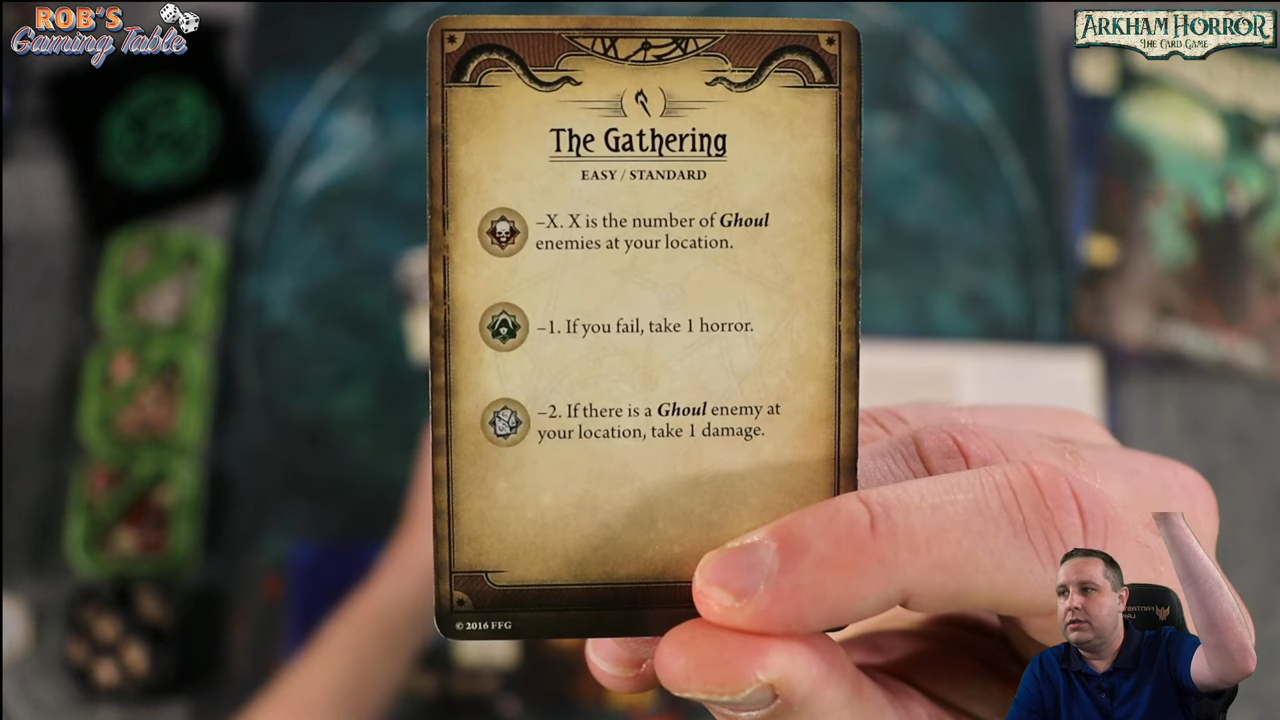 ROB'S
Gaming Table
ARKHAM HORROR
THE CARD GAME
The Gathering
EASY / STANDARD
–X. X is the number of Ghoul
enemies at your location.
–1. If you fail, take 1 horror.
–2. If there is a Ghoul enemy at
your location, take 1 damage.
© 2016 FFG